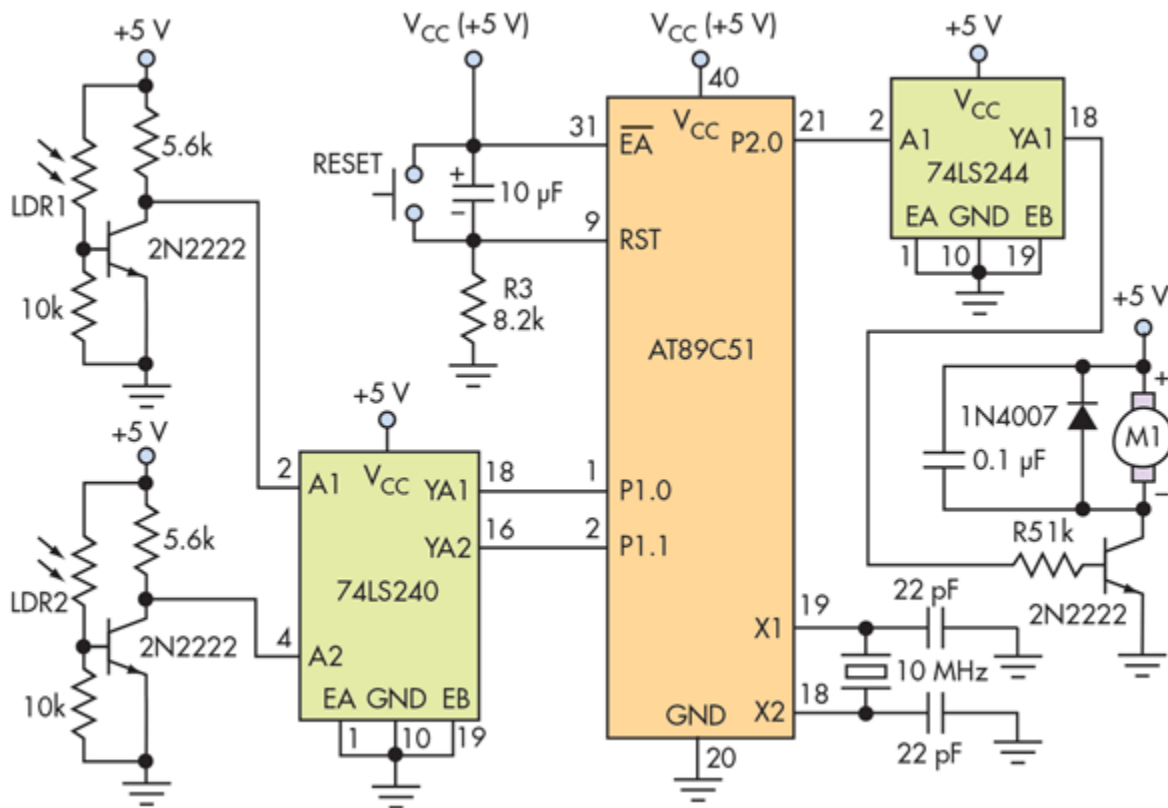 +5 V
5.6k
LDR1
2N2222
10k
+5 V
5.6k
LDR2
2N2222
10k
VCC (+5 V)
RESET
+
10 µF
−
R3
8.2k
+5 V
VCC
2
A1
YA1
18
YA2
16
74LS240
4
A2
EA
GND
EB
1
10
19
VCC (+5 V)
40
31
EA
VCC
P2.0
21
9
RST
AT89C51
1
P1.0
2
P1.1
X1
19
X2
18
GND
20
22 pF
10 MHz
22 pF
+5 V
VCC
2
A1
YA1
18
74LS244
EA
GND
EB
1
10
19
+5 V
+
1N4007
M1
0.1 µF
−
R51k
2N2222